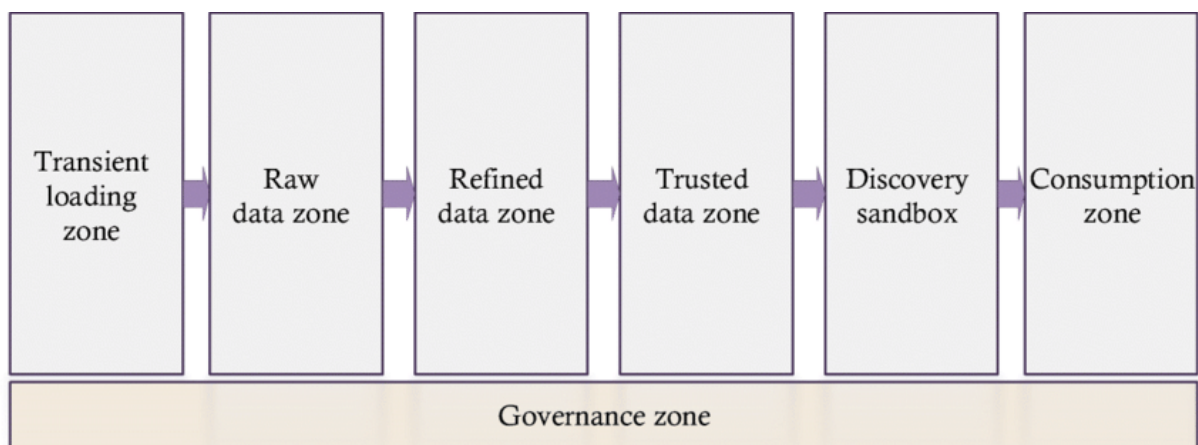 Transient
loading
zone
Raw
data zone
Refined
data zone
Trusted
data zone
Discovery
sandbox
Consumption
zone
Governance zone